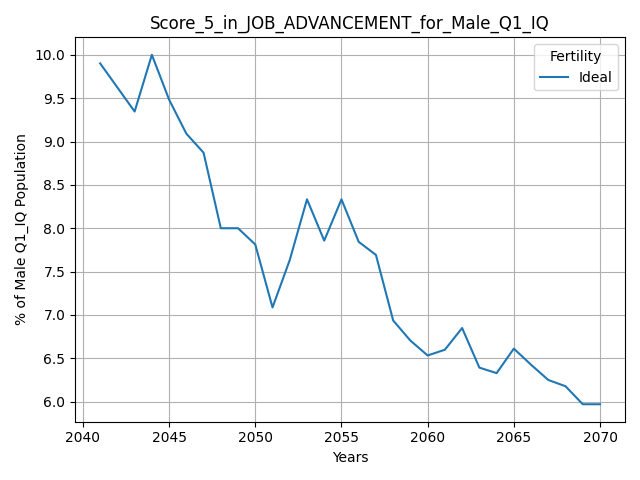 Score_5_in_JOB_ADVANCEMENT_for_Male_Q1_IQ
Fertility
Ideal
% of Male Q1_IQ Population
10.0
9.5
9.0
8.5
8.0
7.5
7.0
6.5
6.0
2040 2045 2050 2055 2060 2065 2070
Years